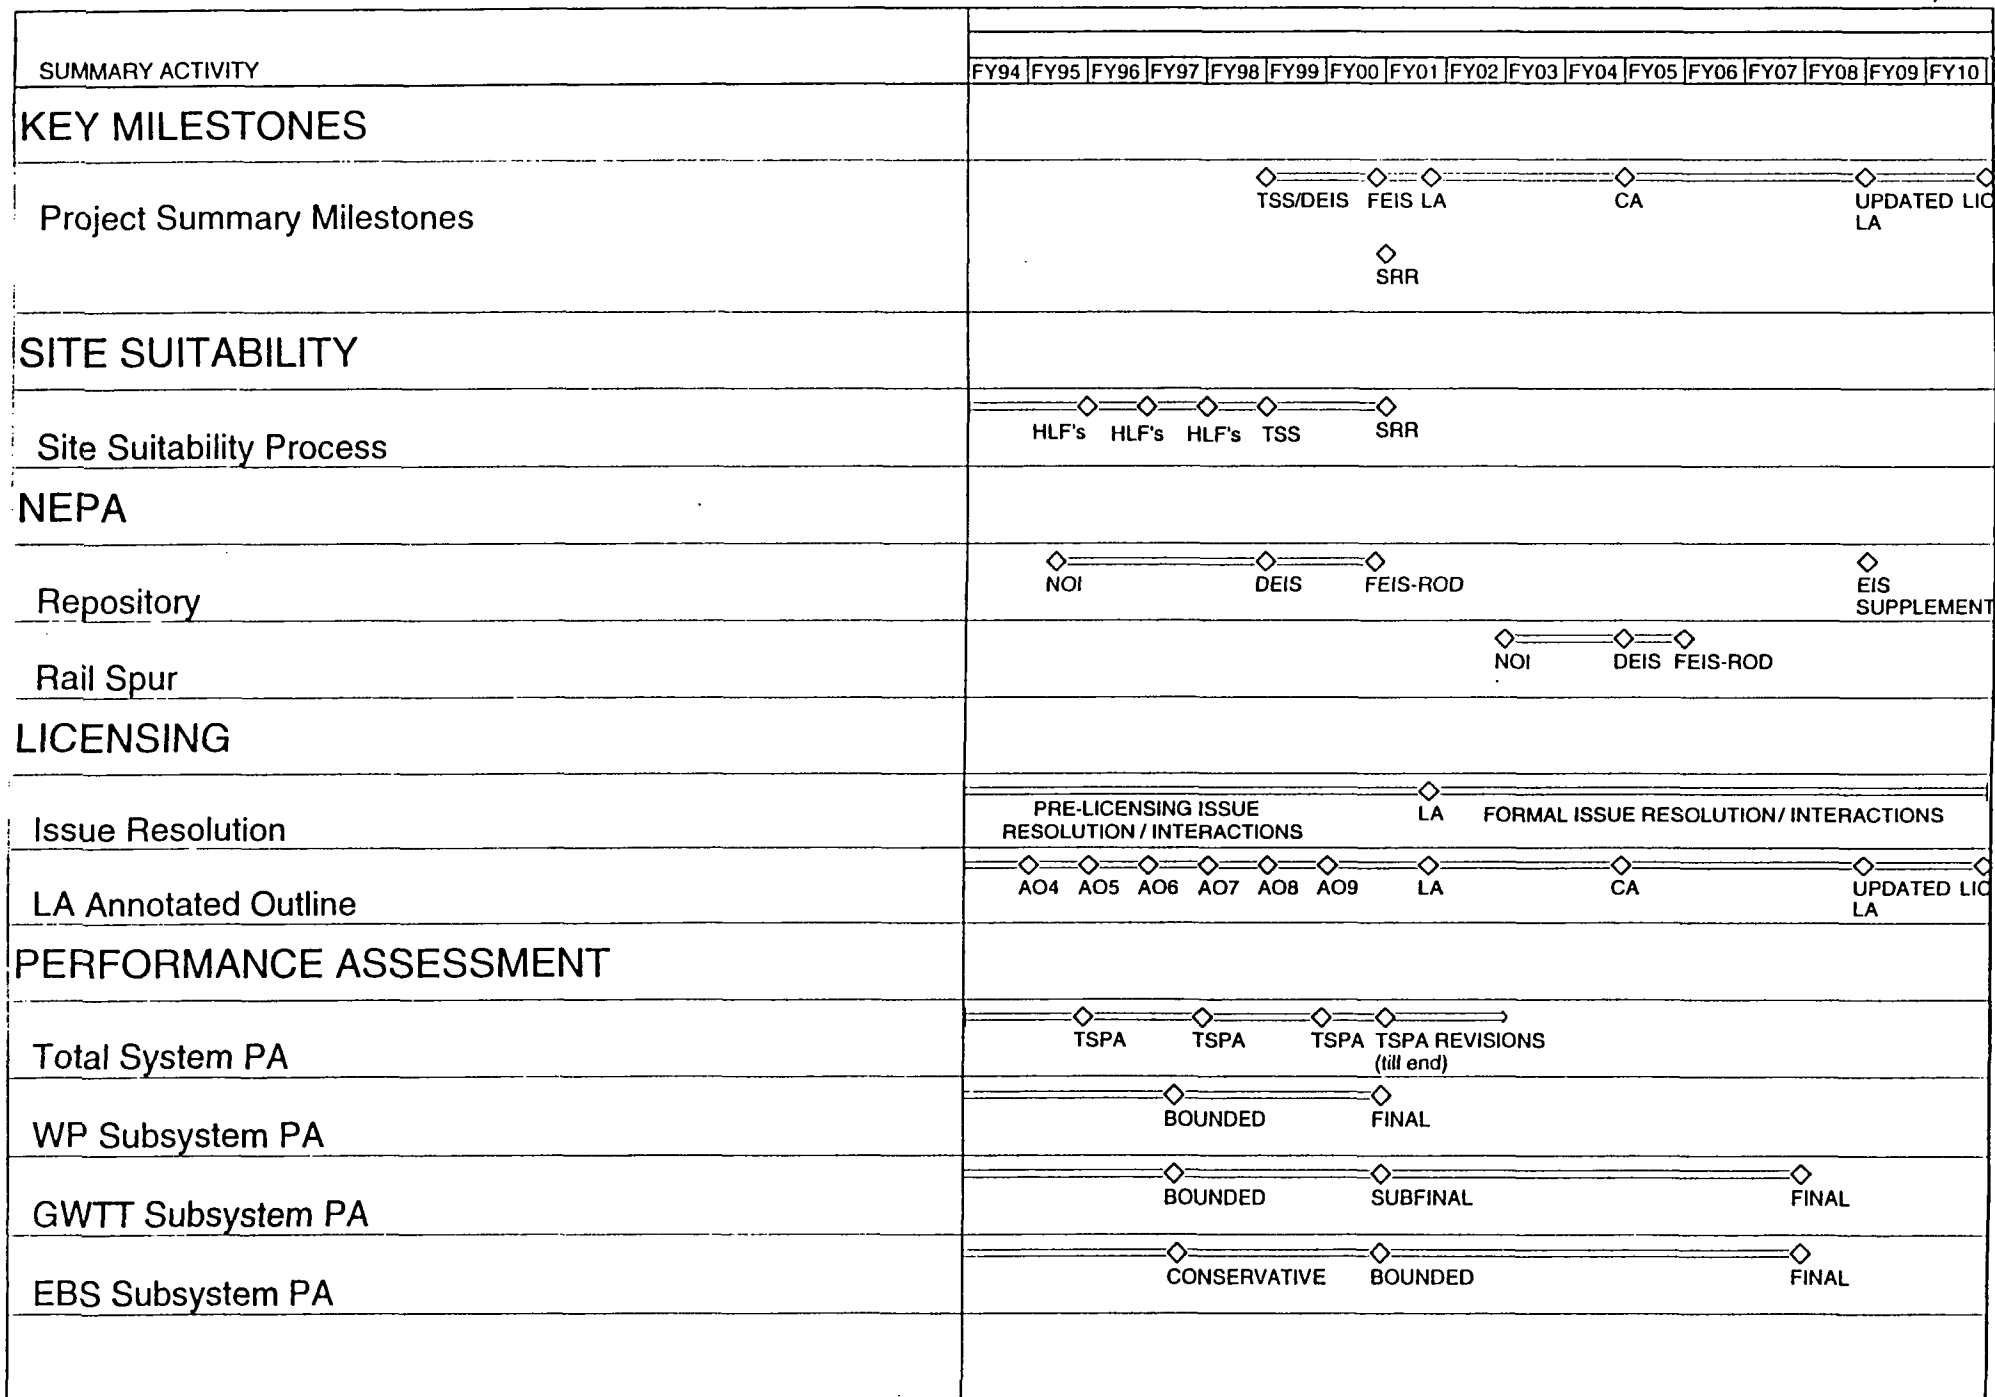 SUMMARY ACTIVITY
FY94 FY95 FY96 FY97 FY98 FY99 FY00 FY01 FY02 FY03 FY04 FY05 FY06 FY07 FY08 FY09 FY10
KEY MILESTONES
Project Summary Milestones
TSS/DEIS FEIS LA CA UPDATED LIC
LA
SRR
SITE SUITABILITY
Site Suitability Process
HLF's HLF's HLF's TSS SRR
NEPA
Repository
NOI DEIS FEIS-ROD EIS
SUPPLEMENT
Rail Spur
NOI DEIS FEIS-ROD
LICENSING
Issue Resolution
PRE-LICENSING ISSUE
RESOLUTION / INTERACTIONS
LA FORMAL ISSUE RESOLUTION / INTERACTIONS
LA Annotated Outline
AO4 AO5 AO6 AO7 AO8 AO9 LA CA UPDATED LIC
LA
PERFORMANCE ASSESSMENT
Total System PA
TSPA TSPA TSPA TSPA REVISIONS
(till end)
WP Subsystem PA
BOUNDED FINAL
GWTT Subsystem PA
BOUNDED SUBFINAL FINAL
EBS Subsystem PA
CONSERVATIVE BOUNDED FINAL